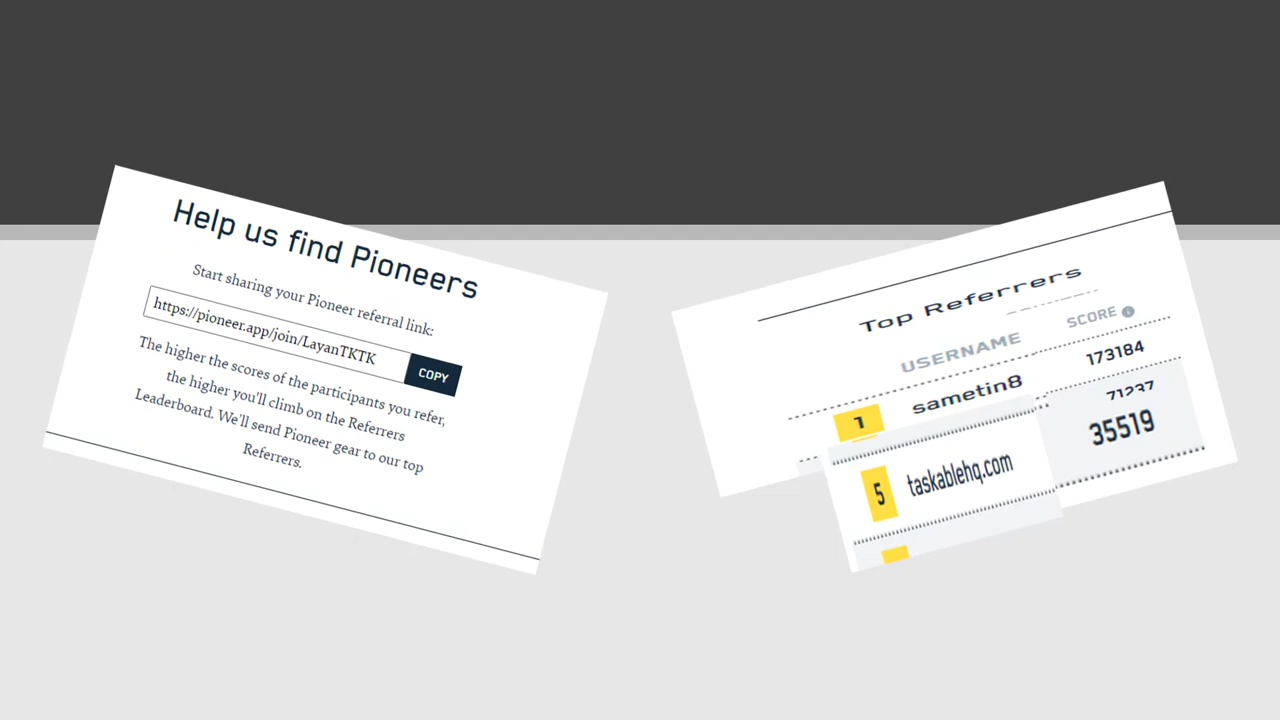 Help us find Pioneers
Start sharing your Pioneer referral link:
https://pioneer.app/join/LayanTKTK
COPY
The higher the scores of the participants you refer,
the higher you'll climb on the Referrers
Leaderboard. We'll send Pioneer gear to our top
Referrers.
Top Referrers
USERNAME SCORE
1 sametin8 173184
71237
5 taskablehq.com 35519